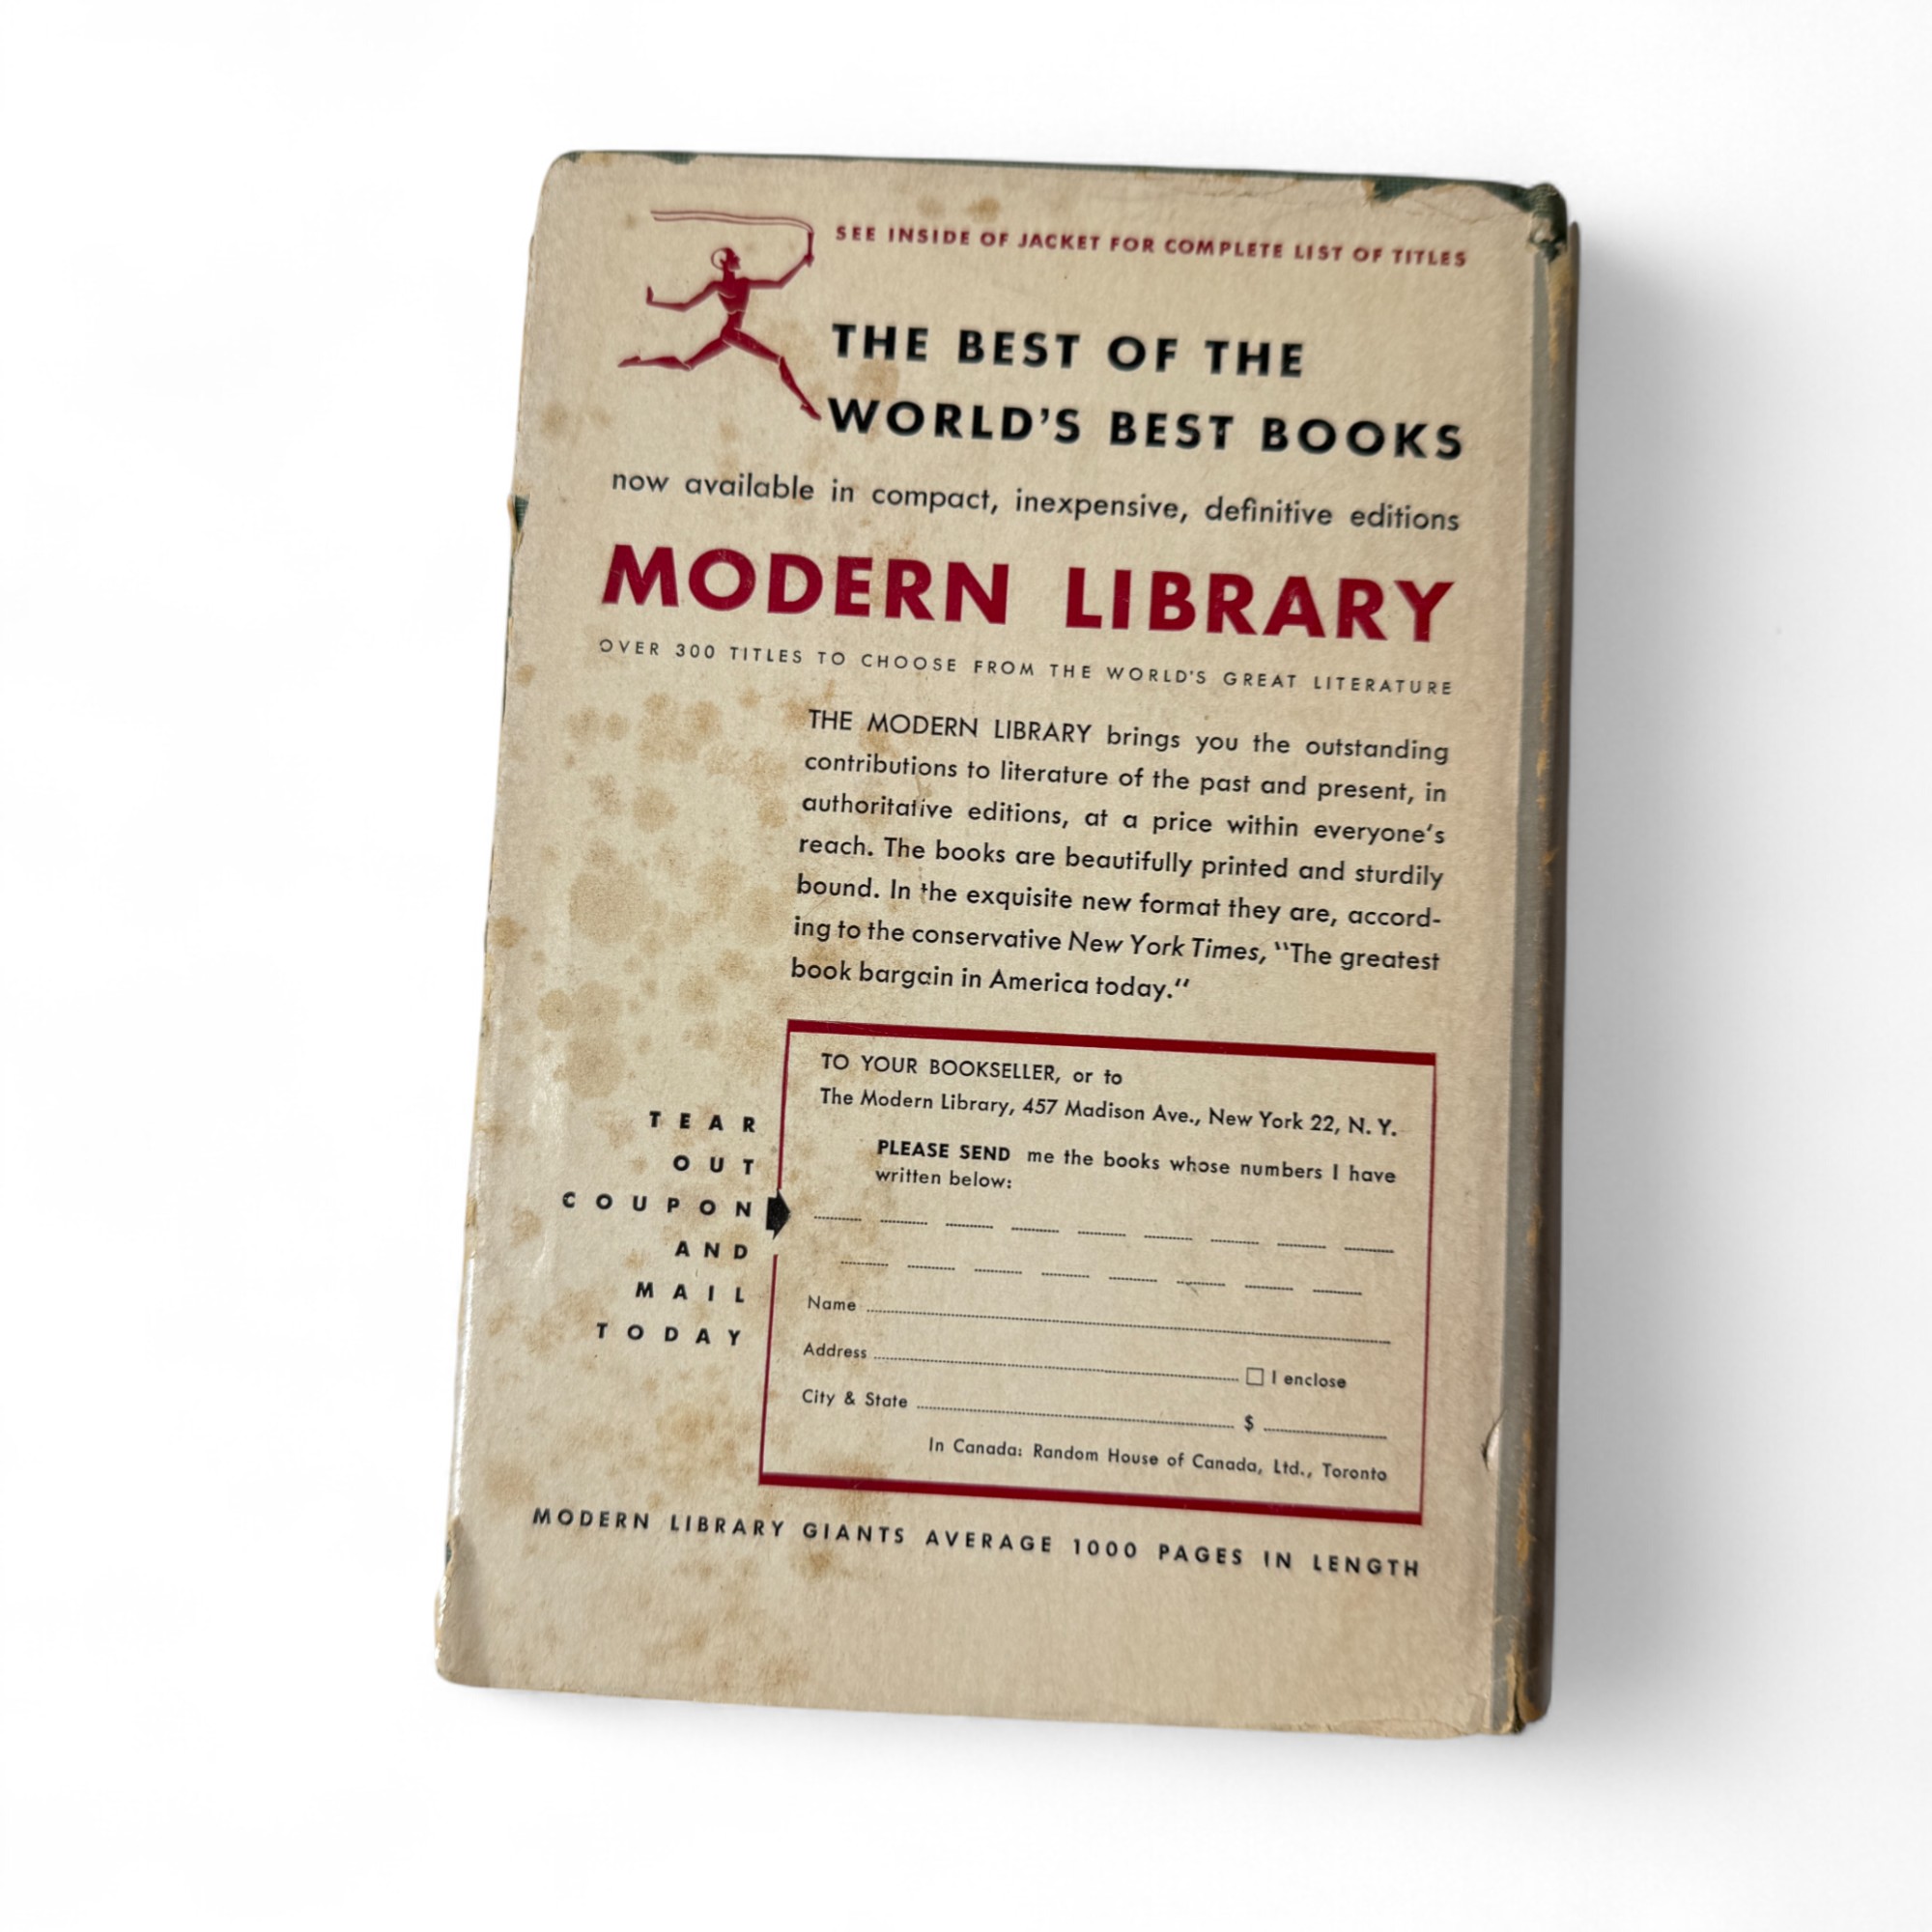 SEE INSIDE OF JACKET FOR COMPLETE LIST OF TITLES
THE BEST OF THE
WORLD'S BEST BOOKS
now available in compact, inexpensive, definitive editions
MODERN LIBRARY
OVER 300 TITLES TO CHOOSE FROM THE WORLD'S GREAT LITERATURE
THE MODERN LIBRARY brings you the outstanding
contributions to literature of the past and present, in
authoritative editions, at a price within everyone's
reach. The books are beautifully printed and sturdily
bound. In the exquisite new format they are, accord-
ing to the conservative New York Times, "The greatest
book bargain in America today."
TEAR
OUT
COUPON
AND
MAIL
TODAY
TO YOUR BOOKSELLER, or to
The Modern Library, 457 Madison Ave., New York 22, N. Y.
PLEASE SEND me the books whose numbers I have
written below:
Name
Address
I enclose
City & State
$
In Canada: Random House of Canada, Ltd., Toronto
MODERN LIBRARY GIANTS AVERAGE 1000 PAGES IN LENGTH